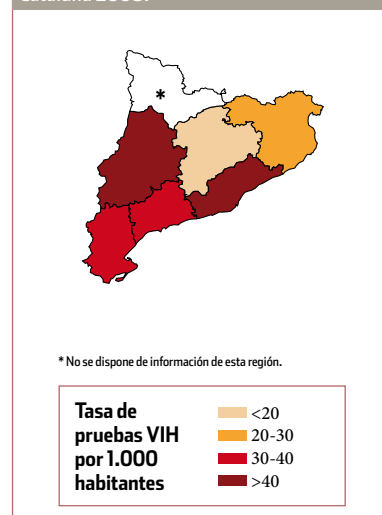 *
* No se dispone de información de esta región.
Tasa de
pruebas VIH
por 1.000
habitantes
<20
20-30
30-40
>40